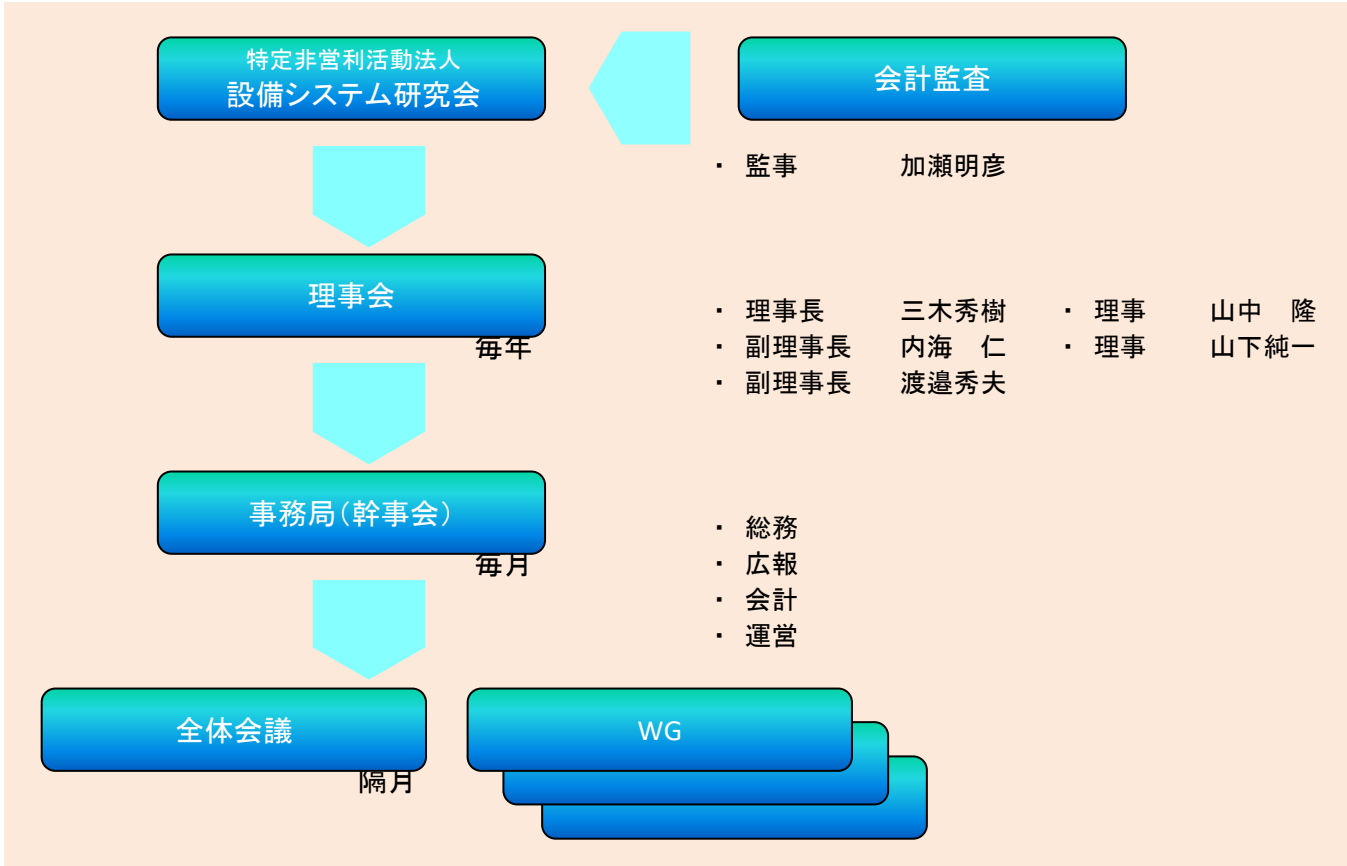 特定非営利活動法人
設備システム研究会
会計監査
・ 監事 加瀬明彦
理事会
毎年
・ 理事長 三木秀樹 ・ 理事 山中 隆
・ 副理事長 内海 仁 ・ 理事 山下純一
・ 副理事長 渡邉秀夫
事務局(幹事会)
毎月
・ 総務
・ 広報
・ 会計
・ 運営
全体会議
隔月
WG